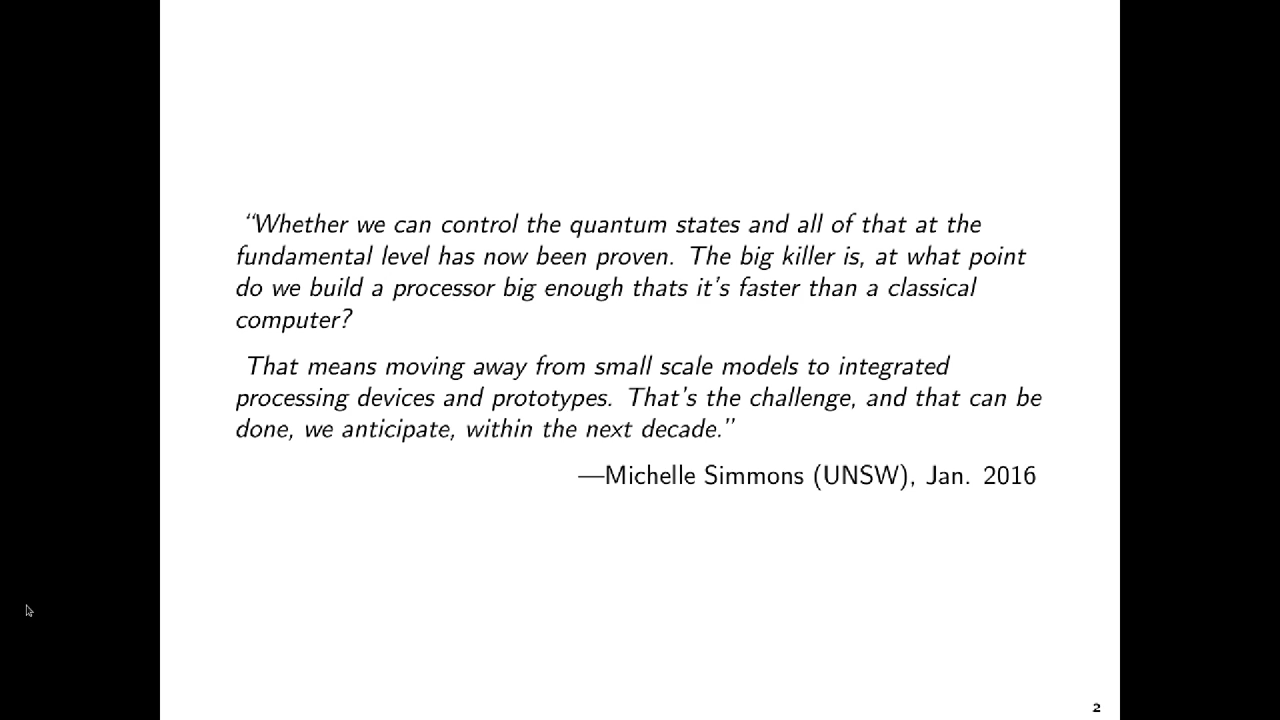 “Whether we can control the quantum states and all of that at the
fundamental level has now been proven. The big killer is, at what point
do we build a processor big enough thats it’s faster than a classical
computer?
That means moving away from small scale models to integrated
processing devices and prototypes. That’s the challenge, and that can be
done, we anticipate, within the next decade.”
—Michelle Simmons (UNSW), Jan. 2016
2